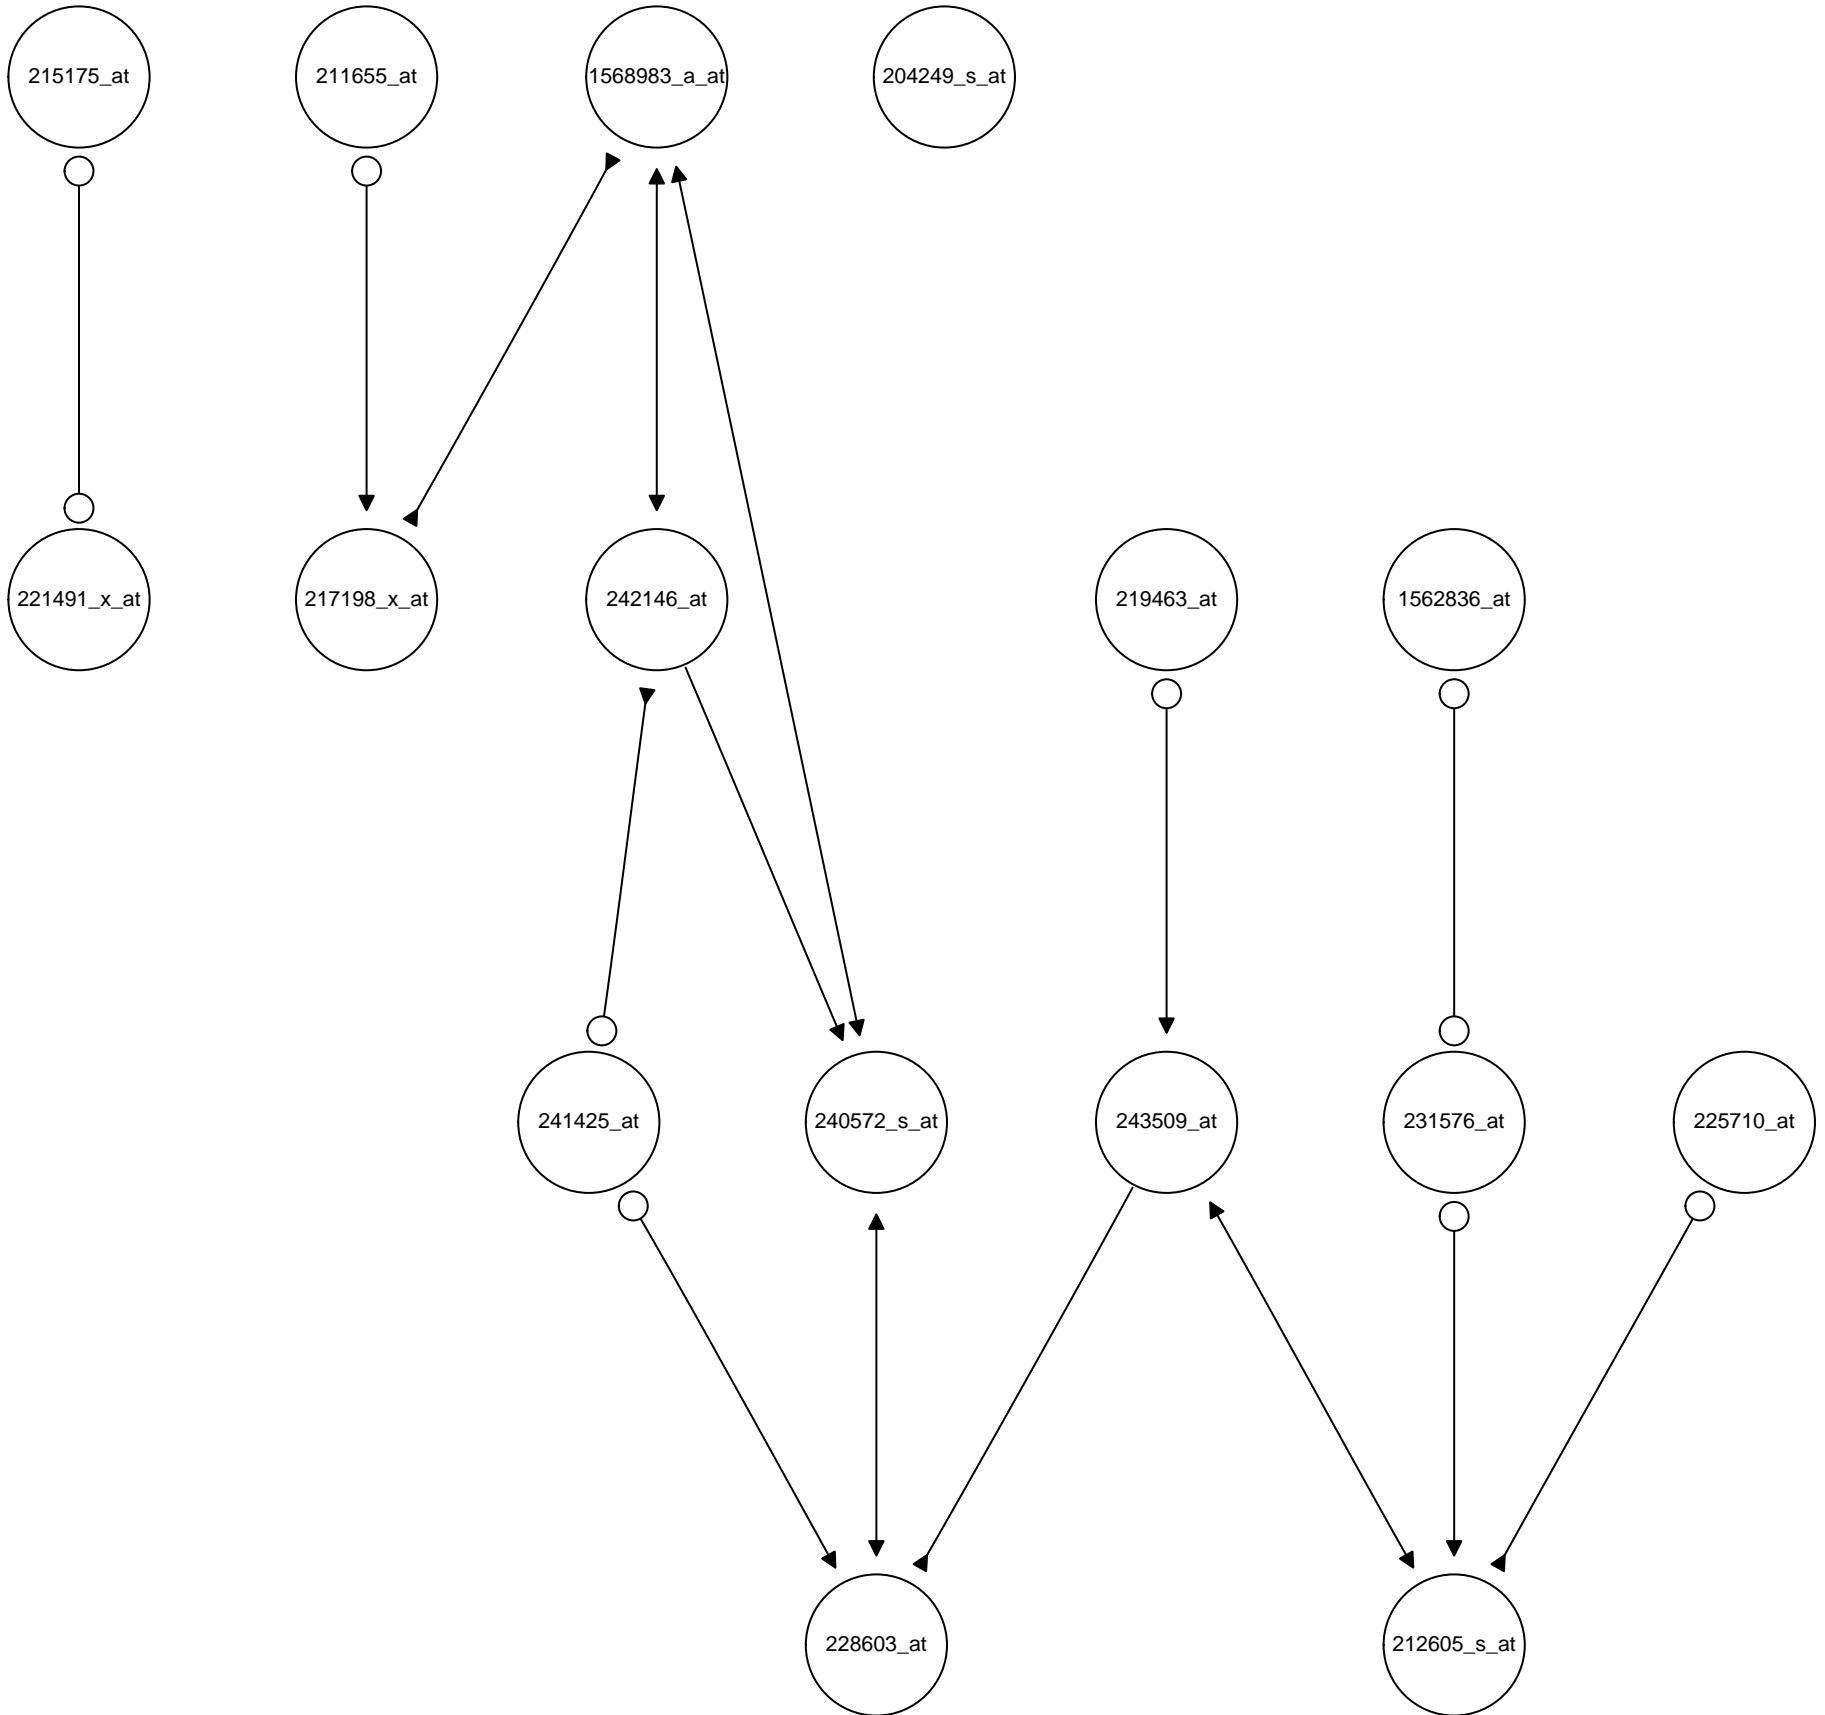 215175_at
211655_at
1568983_a_at
204249_s_at
221491_x_at
217198_x_at
242146_at
219463_at
1562836_at
241425_at
240572_s_at
243509_at
231576_at
225710_at
228603_at
212605_s_at